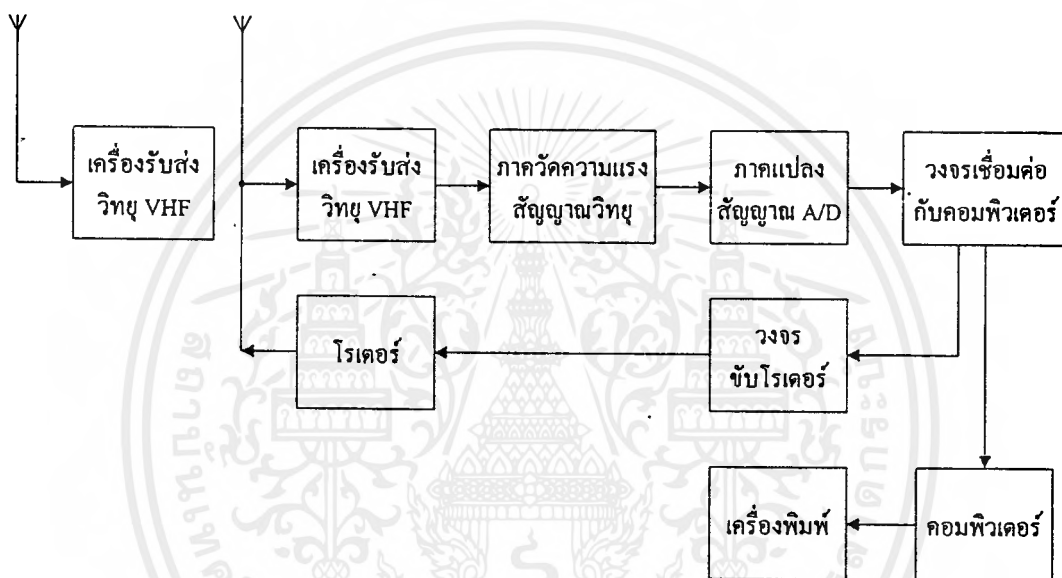 เครื่องรับส่ง
วิทยุ VHF
เครื่องรับส่ง
วิทยุ VHF
ภาควัดความแรง
สัญญาณวิทยุ
ภาคแปลง
สัญญาณ A/D
วงจรเชื่อมต่อ
กับคอมพิวเตอร์
โรเตอร์
วงจร
ขับโรเตอร์
เครื่องพิมพ์
คอมพิวเตอร์